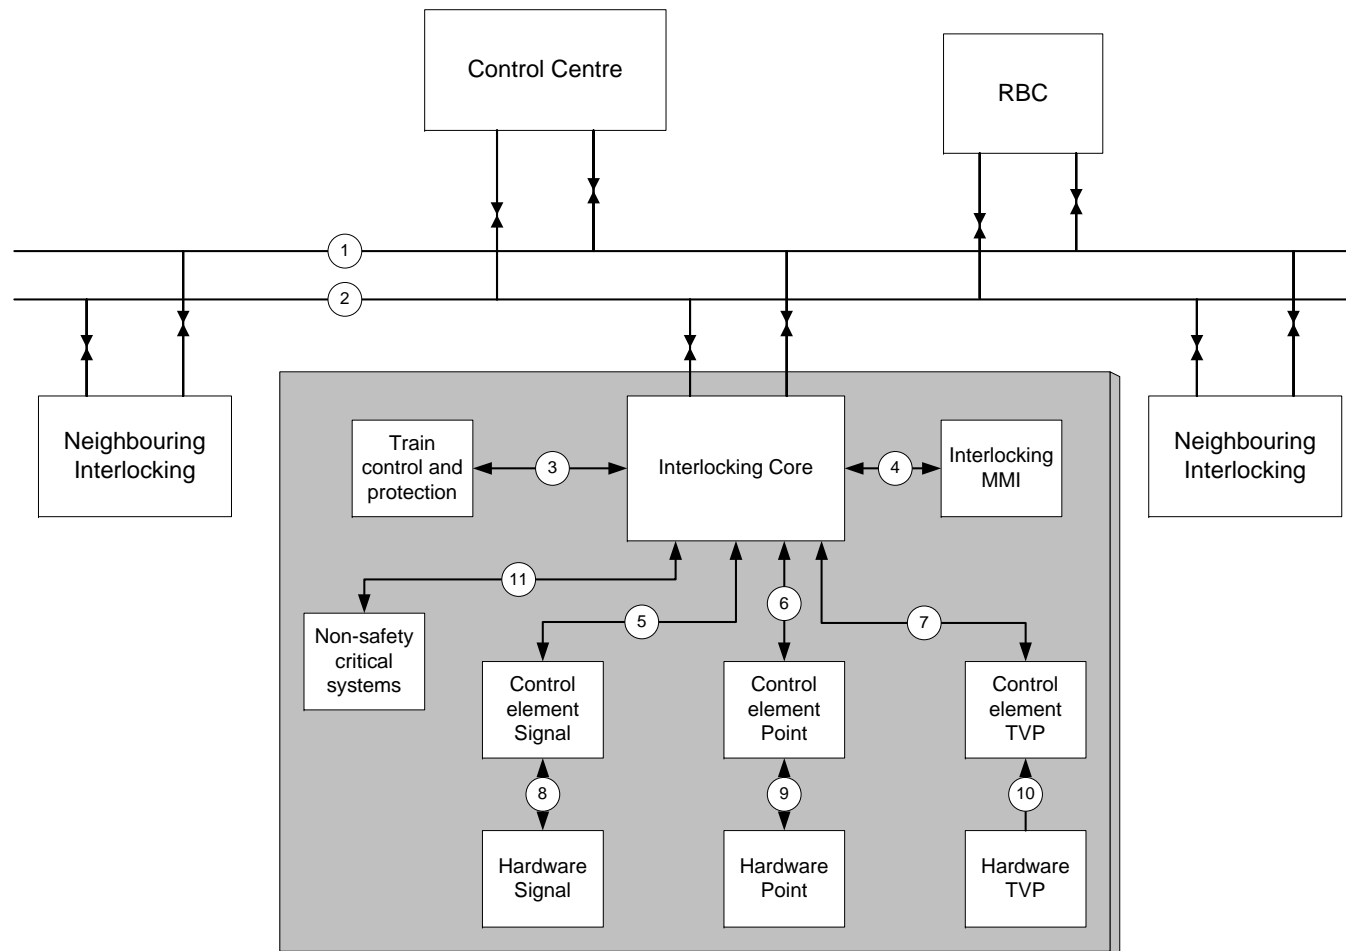 Control Centre
RBC
1
2
Neighbouring
Interlocking
Train
control and
protection
3
Interlocking Core
4
Interlocking
MMI
Neighbouring
Interlocking
11
6
5
7
Non-safety
critical
systems
Control
element
Signal
Control
element
Point
Control
element
TVP
8
9
10
Hardware
Signal
Hardware
Point
Hardware
TVP